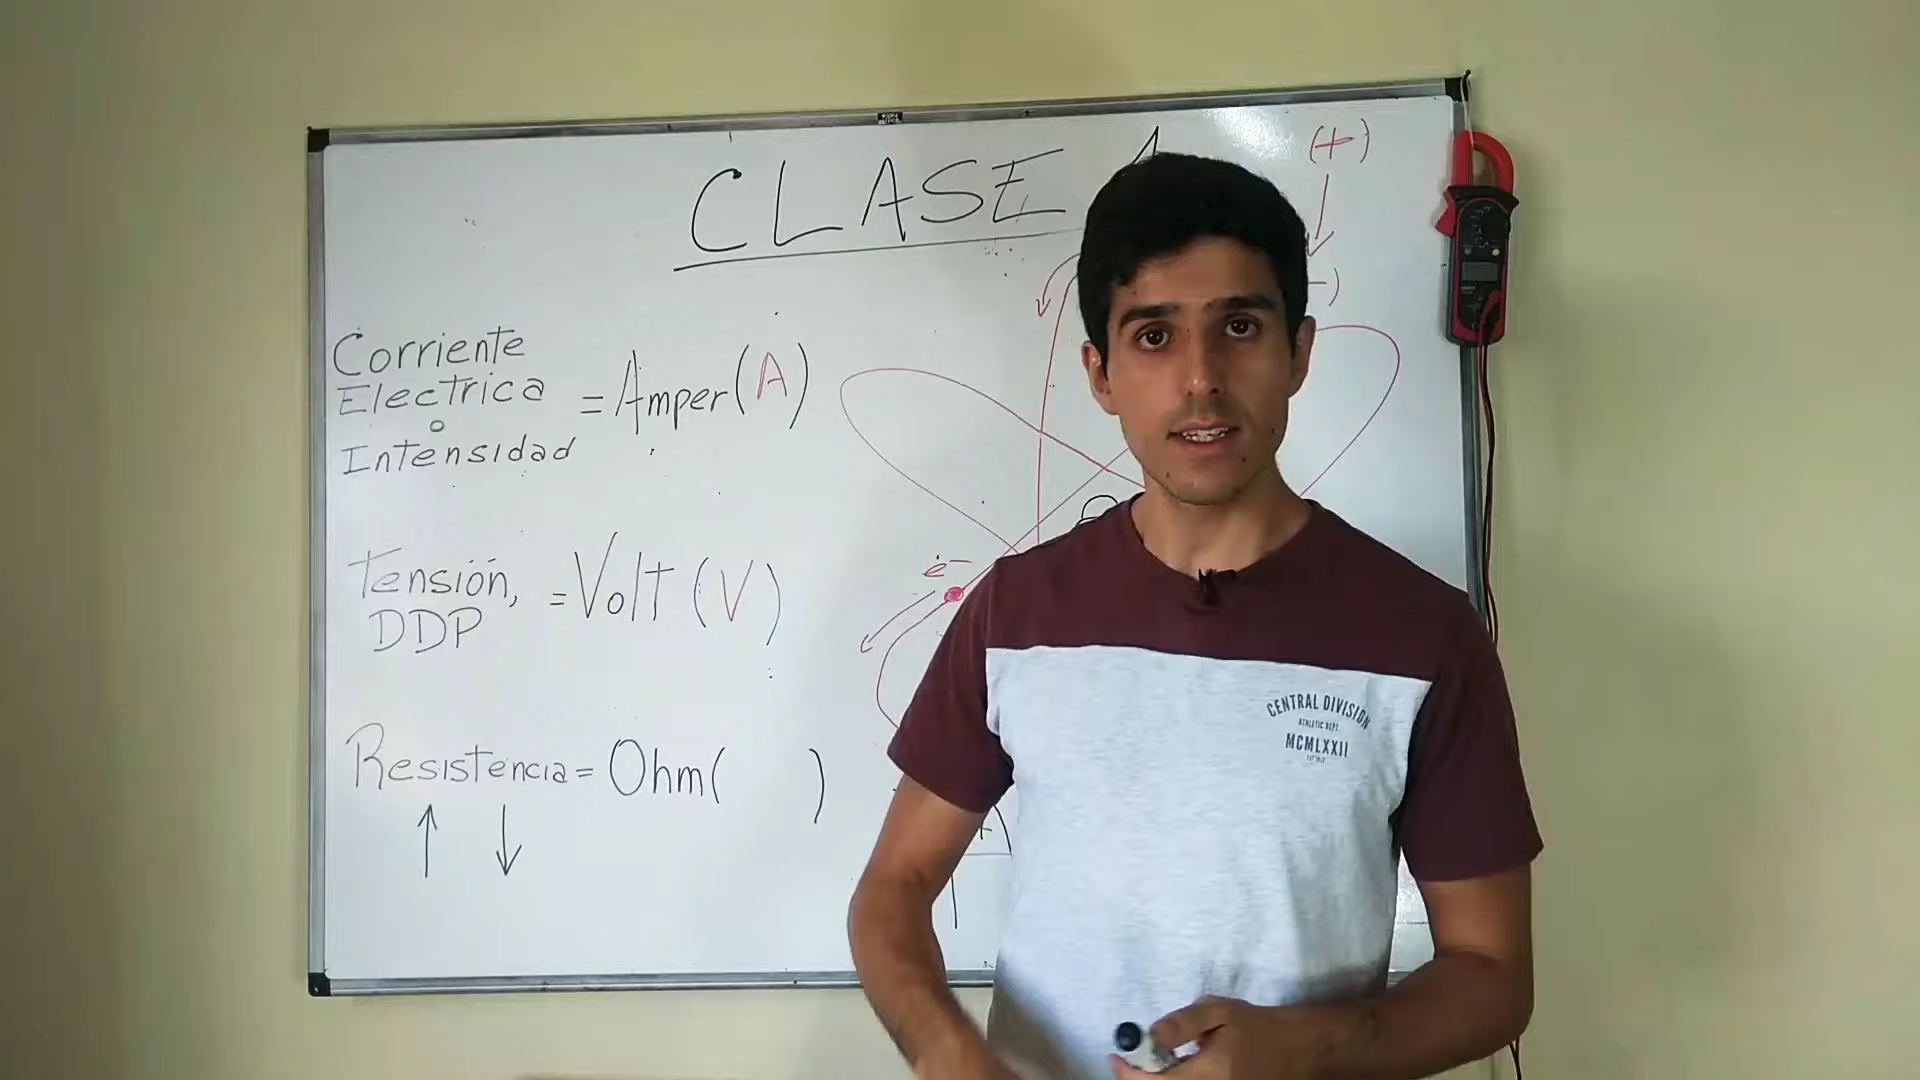 CLASE
(+)
Corriente
Electrica
o
Intensidad
= Amper (A)
e-
Tensión,
DDP
= Volt (V)
Resistencia = Ohm ( )
+
CENTRAL DIVISION
ATHLETIC DEPT.
MCMLXXII